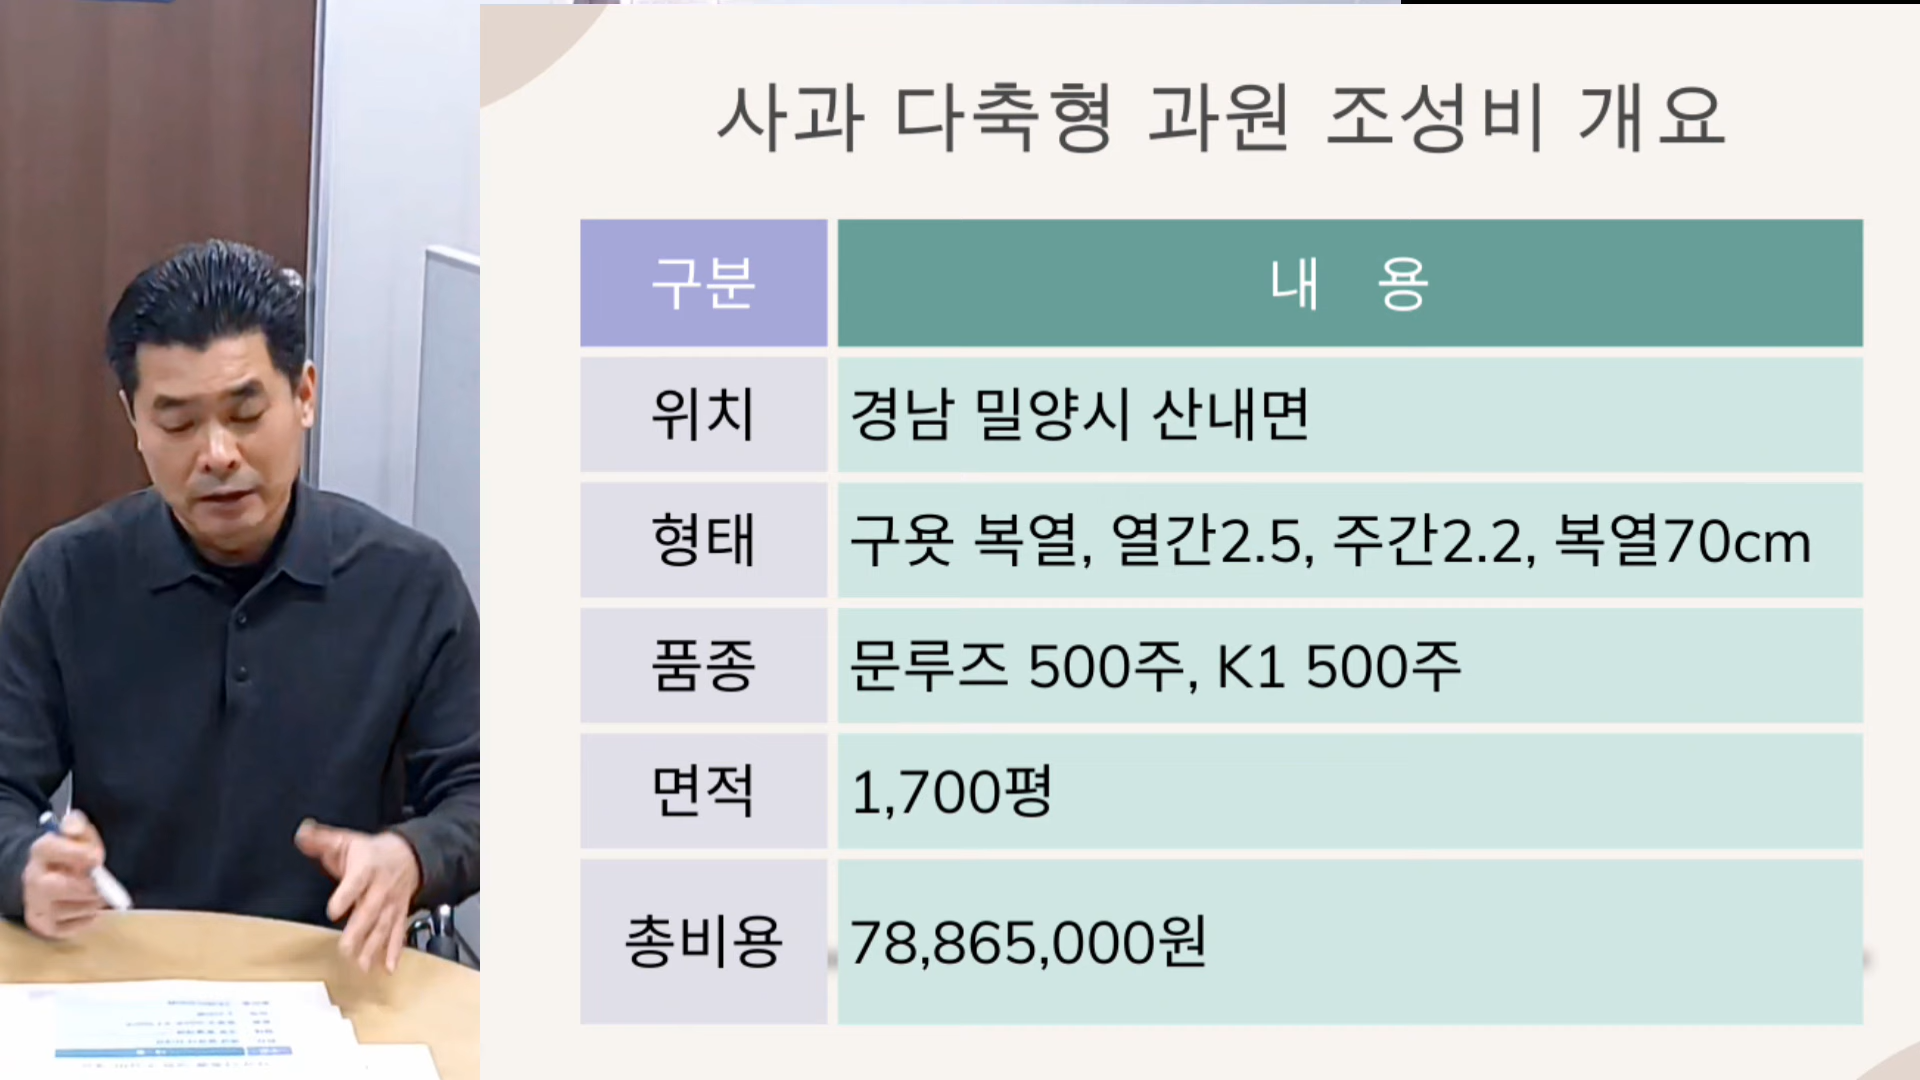 사과 다축형 과원 조성비 개요
구분 내 용
위치 경남 밀양시 산내면
형태 구욧 복열, 열간2.5, 주간2.2, 복열70cm
품종 문루즈 500주, K1 500주
면적 1,700평
총비용 78,865,000원